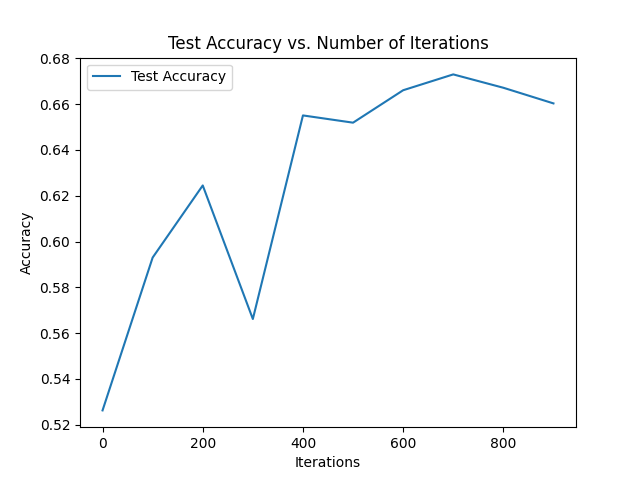 Test Accuracy vs. Number of Iterations
Test Accuracy
0.68
0.66
0.64
0.62
0.60
0.58
0.56
0.54
0.52
Accuracy
0 200 400 600 800
Iterations